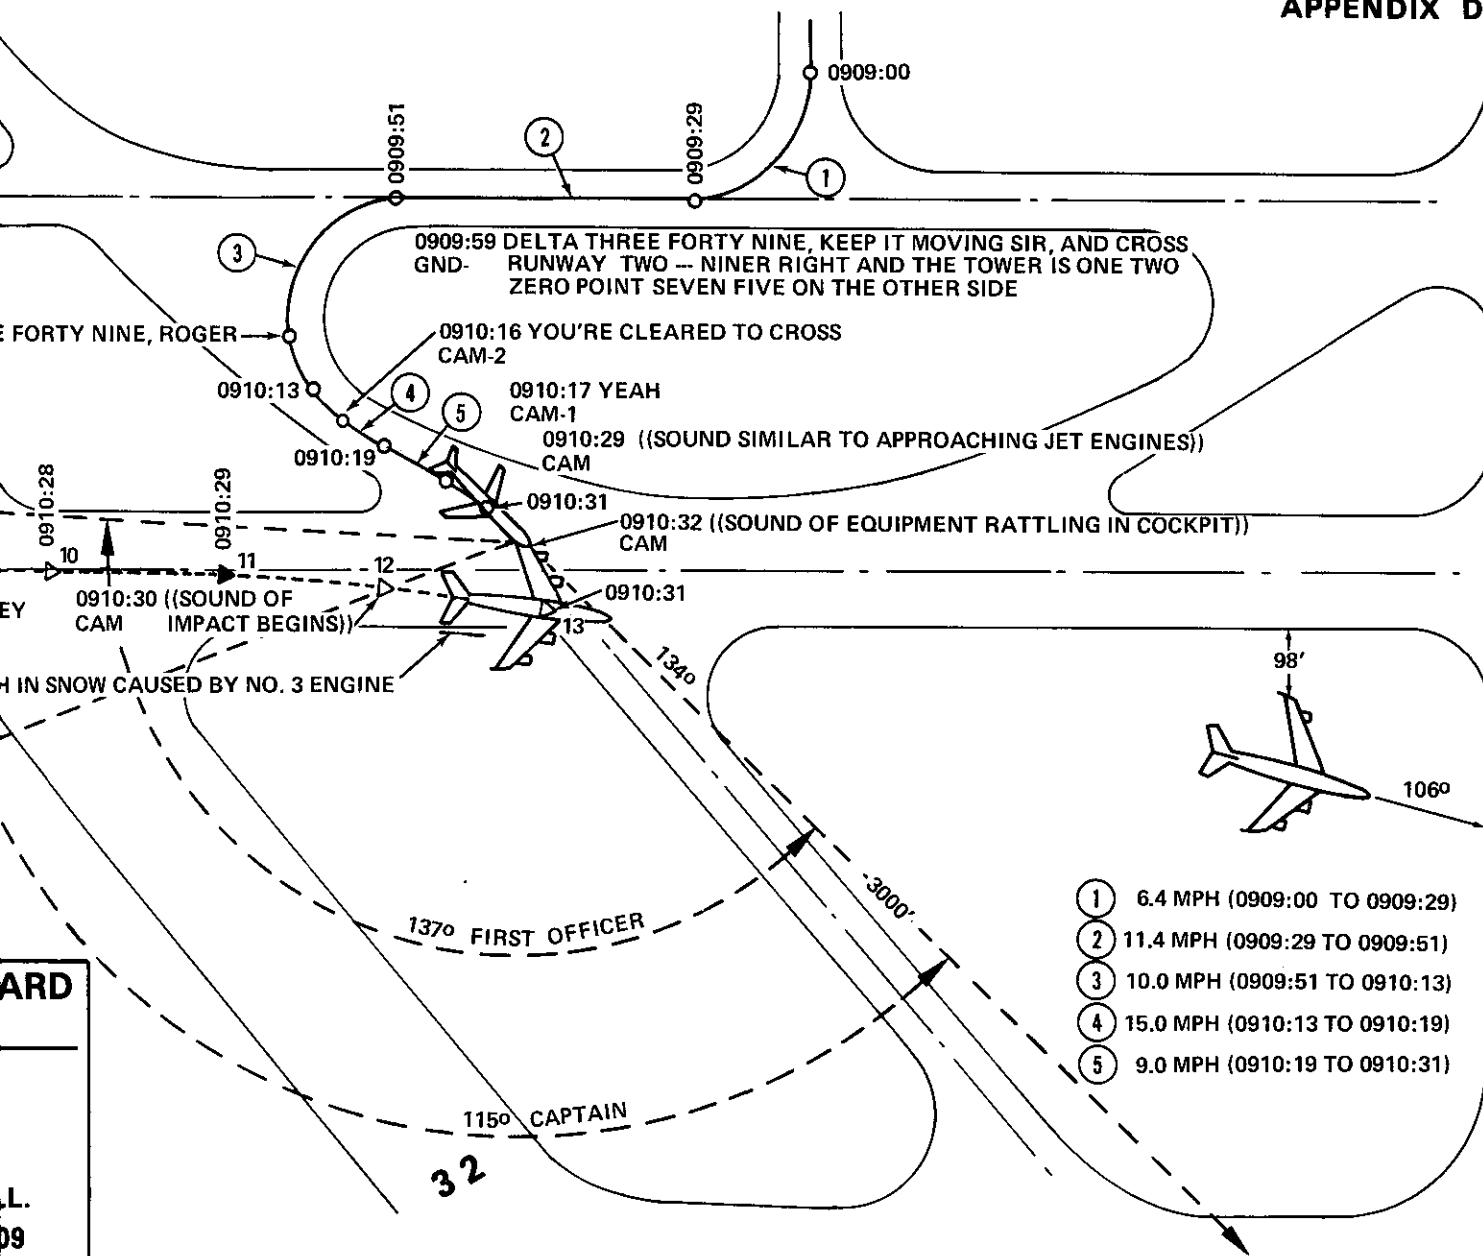 APPENDIX D
0909:00
0909:51
0909:29
2
1
3
0909:59 DELTA THREE FORTY NINE, KEEP IT MOVING SIR, AND CROSS
GND- RUNWAY TWO -- NINER RIGHT AND THE TOWER IS ONE TWO
ZERO POINT SEVEN FIVE ON THE OTHER SIDE
E FORTY NINE, ROGER
0910:16 YOU'RE CLEARED TO CROSS
CAM-2
0910:13
4
0910:17 YEAH
CAM-1
5
0910:29 ((SOUND SIMILAR TO APPROACHING JET ENGINES))
CAM
0910:19
0910:28
0910:29
0910:31
0910:32 ((SOUND OF EQUIPMENT RATTLING IN COCKPIT))
CAM
10
11
12
0910:31
EY
0910:30 ((SOUND OF
CAM IMPACT BEGINS))
13
H IN SNOW CAUSED BY NO. 3 ENGINE
134o
98'
106o
3000'
137o FIRST OFFICER
115o CAPTAIN
32
1 6.4 MPH (0909:00 TO 0909:29)
2 11.4 MPH (0909:29 TO 0909:51)
3 10.0 MPH (0909:51 TO 0910:13)
4 15.0 MPH (0910:13 TO 0910:19)
5 9.0 MPH (0910:19 TO 0910:31)
ARD
.L.
09